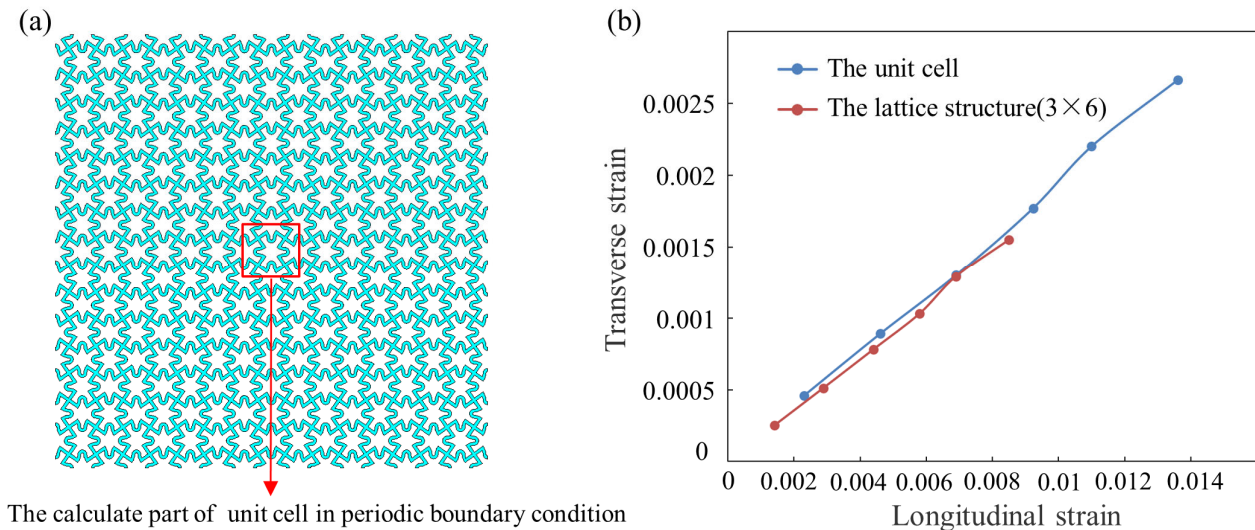 (a)
The calculate part of unit cell in periodic boundary condition
(b)
The unit cell
The lattice structure(3×6)
Transverse strain
0.0025
0.002
0.0015
0.001
0.0005
0
0 0.002 0.004 0.006 0.008 0.01 0.012 0.014
Longitudinal strain